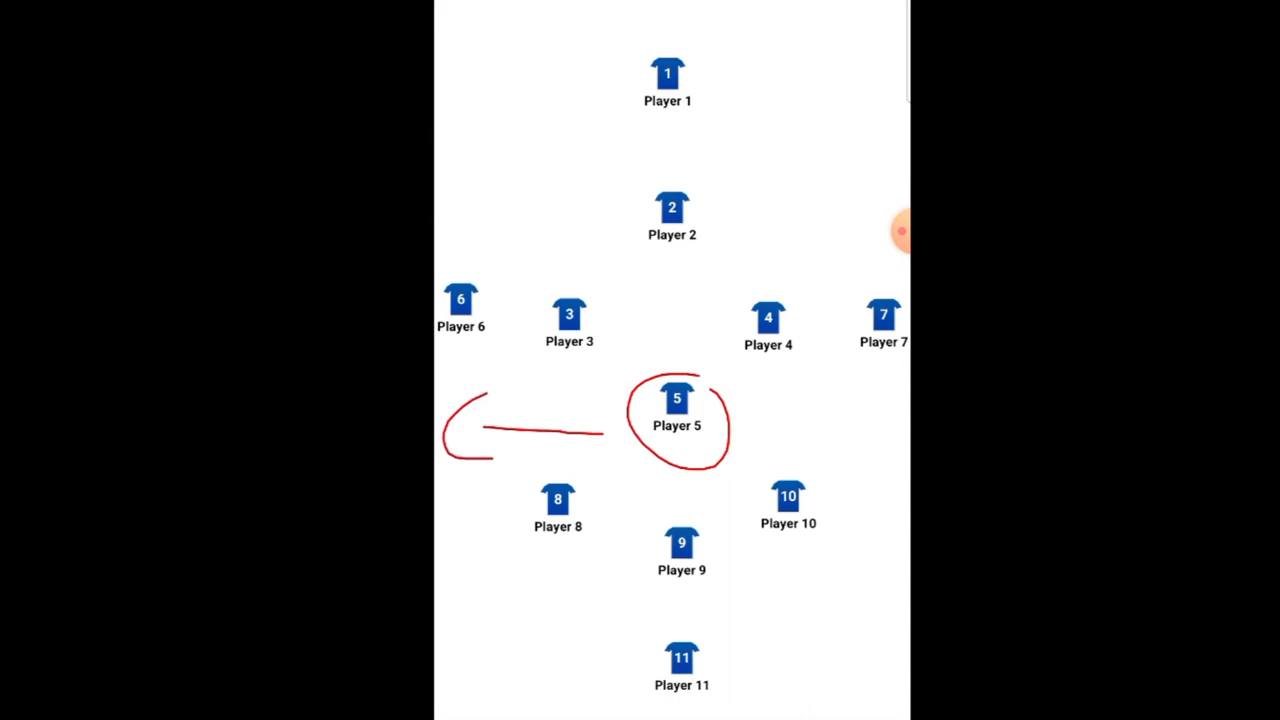 1
Player 1
2
Player 2
6
Player 6
3
Player 3
4
Player 4
7
Player 7
5
Player 5
8
Player 8
10
Player 10
9
Player 9
11
Player 11